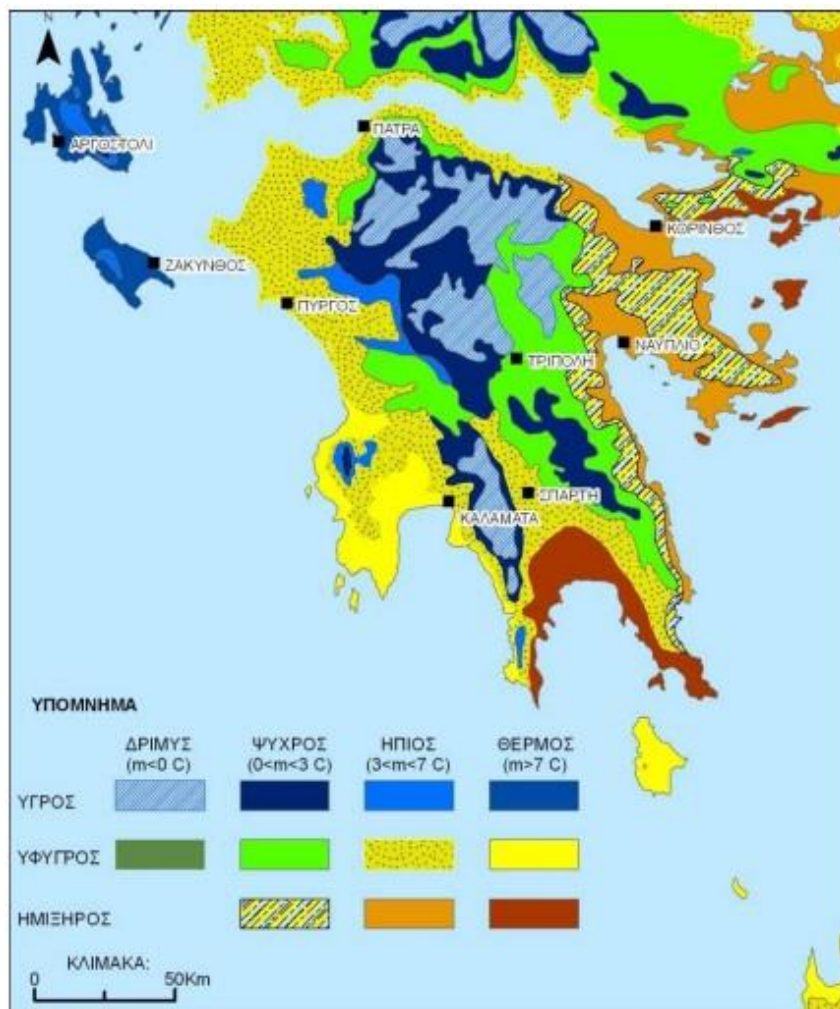 N
ΠΑΤΡΑ
ΑΡΓΟΣΤΟΛΙ
ΚΟΡΙΝΘΟΣ
ΖΑΚΥΝΘΟΣ
ΠΥΡΓΟΣ
ΝΑΥΠΛΙΟ
ΤΡΙΠΟΛΗ
ΣΠΑΡΤΗ
ΚΑΛΑΜΑΤΑ
ΥΠΟΜΝΗΜΑ
ΔΡΙΜΥΣ ΨΥΧΡΟΣ ΗΠΙΟΣ ΘΕΡΜΟΣ
(m<0 C) (0<m<3 C) (3<m<7 C) (m>7 C)
ΥΓΡΟΣ
ΥΦΥΓΡΟΣ
ΗΜΙΞΗΡΟΣ
ΚΛΙΜΑΚΑ:
0 50Km